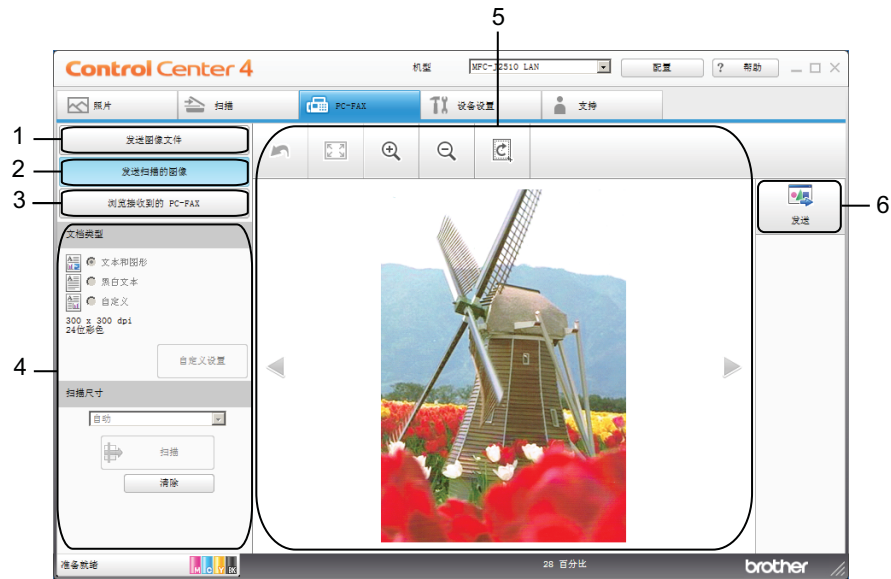 5
Control Center 4
机型
MFC-J2510 LAN
配置
? 帮助
照片
扫描
PC-FAX
设备设置
支持
1
发送图像文件
2
发送扫描的图像
3
浏览接收到的 PC-FAX
6
发送
4
文档类型
文本和图形
黑白文本
自定义
300 x 300 dpi
24位彩色
自定义设置
扫描尺寸
自动
扫描
清除
准备就绪
M C Y BK
28 百分比
brother